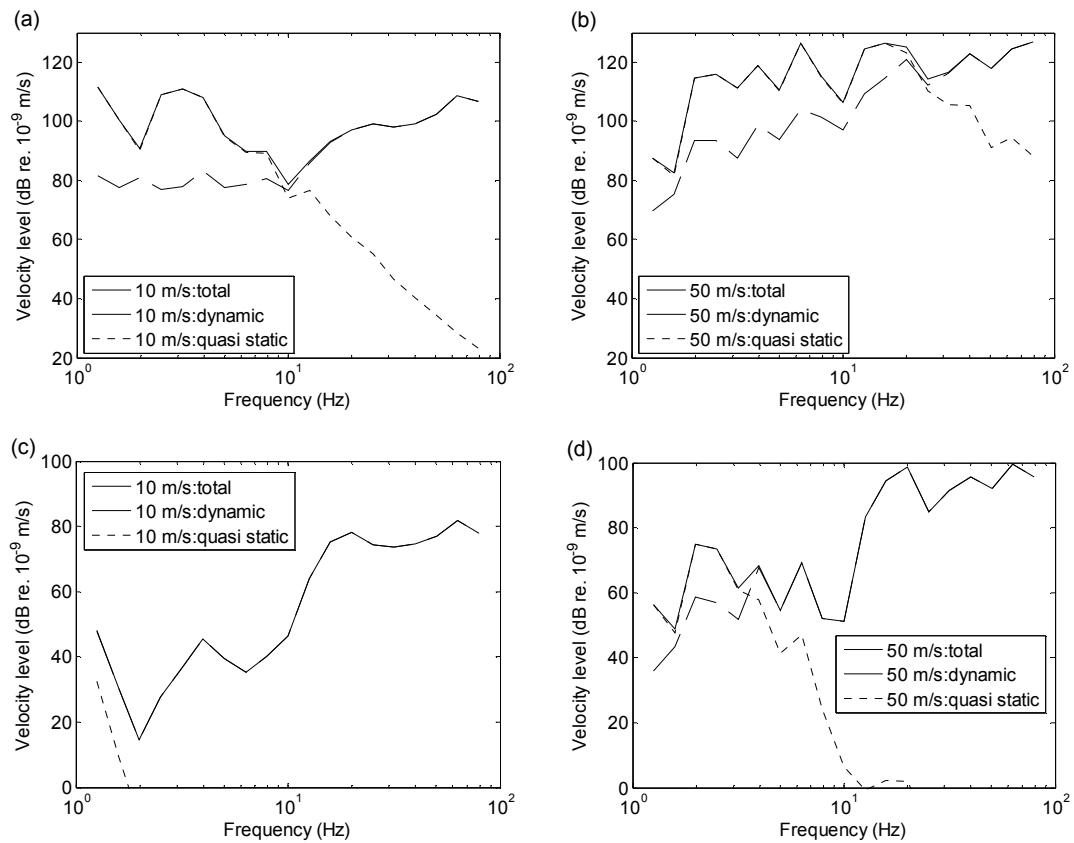 (a)
120
100
80
60
40
20
Velocity level (dB re. 10⁻⁹ m/s)
10 m/s:total
10 m/s:dynamic
10 m/s:quasi static
10⁰
10¹
10²
Frequency (Hz)
(b)
120
100
80
60
40
20
Velocity level (dB re. 10⁻⁹ m/s)
50 m/s:total
50 m/s:dynamic
50 m/s:quasi static
10⁰
10¹
10²
Frequency (Hz)
(c)
100
80
60
40
20
0
Velocity level (dB re. 10⁻⁹ m/s)
10 m/s:total
10 m/s:dynamic
10 m/s:quasi static
10⁰
10¹
10²
Frequency (Hz)
(d)
100
80
60
40
20
0
Velocity level (dB re. 10⁻⁹ m/s)
50 m/s:total
50 m/s:dynamic
50 m/s:quasi static
10⁰
10¹
10²
Frequency (Hz)